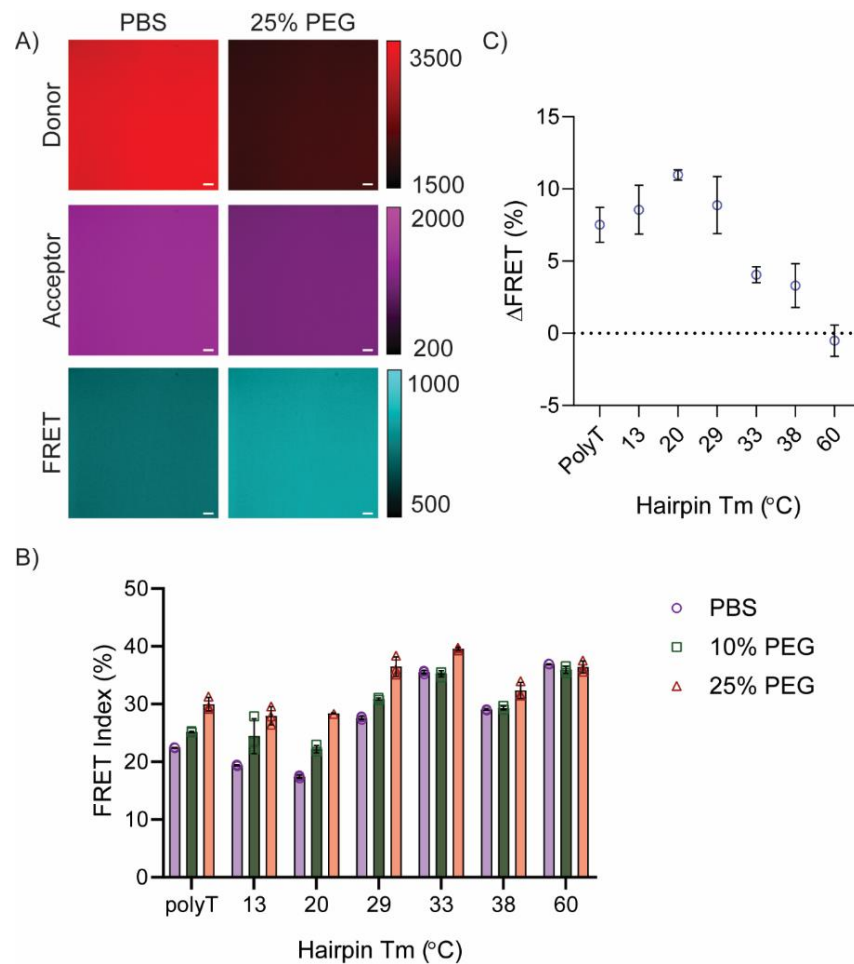 A)
PBS
25% PEG
Donor
3500
1500
Acceptor
2000
200
FRET
1000
500
C)
ΔFRET (%)
15
10
5
0
-5
PolyT
13
20
29
33
38
60
Hairpin Tm (°C)
B)
FRET Index (%)
50
40
30
20
10
0
polyT
13
20
29
33
38
60
Hairpin Tm (°C)
PBS
10% PEG
25% PEG